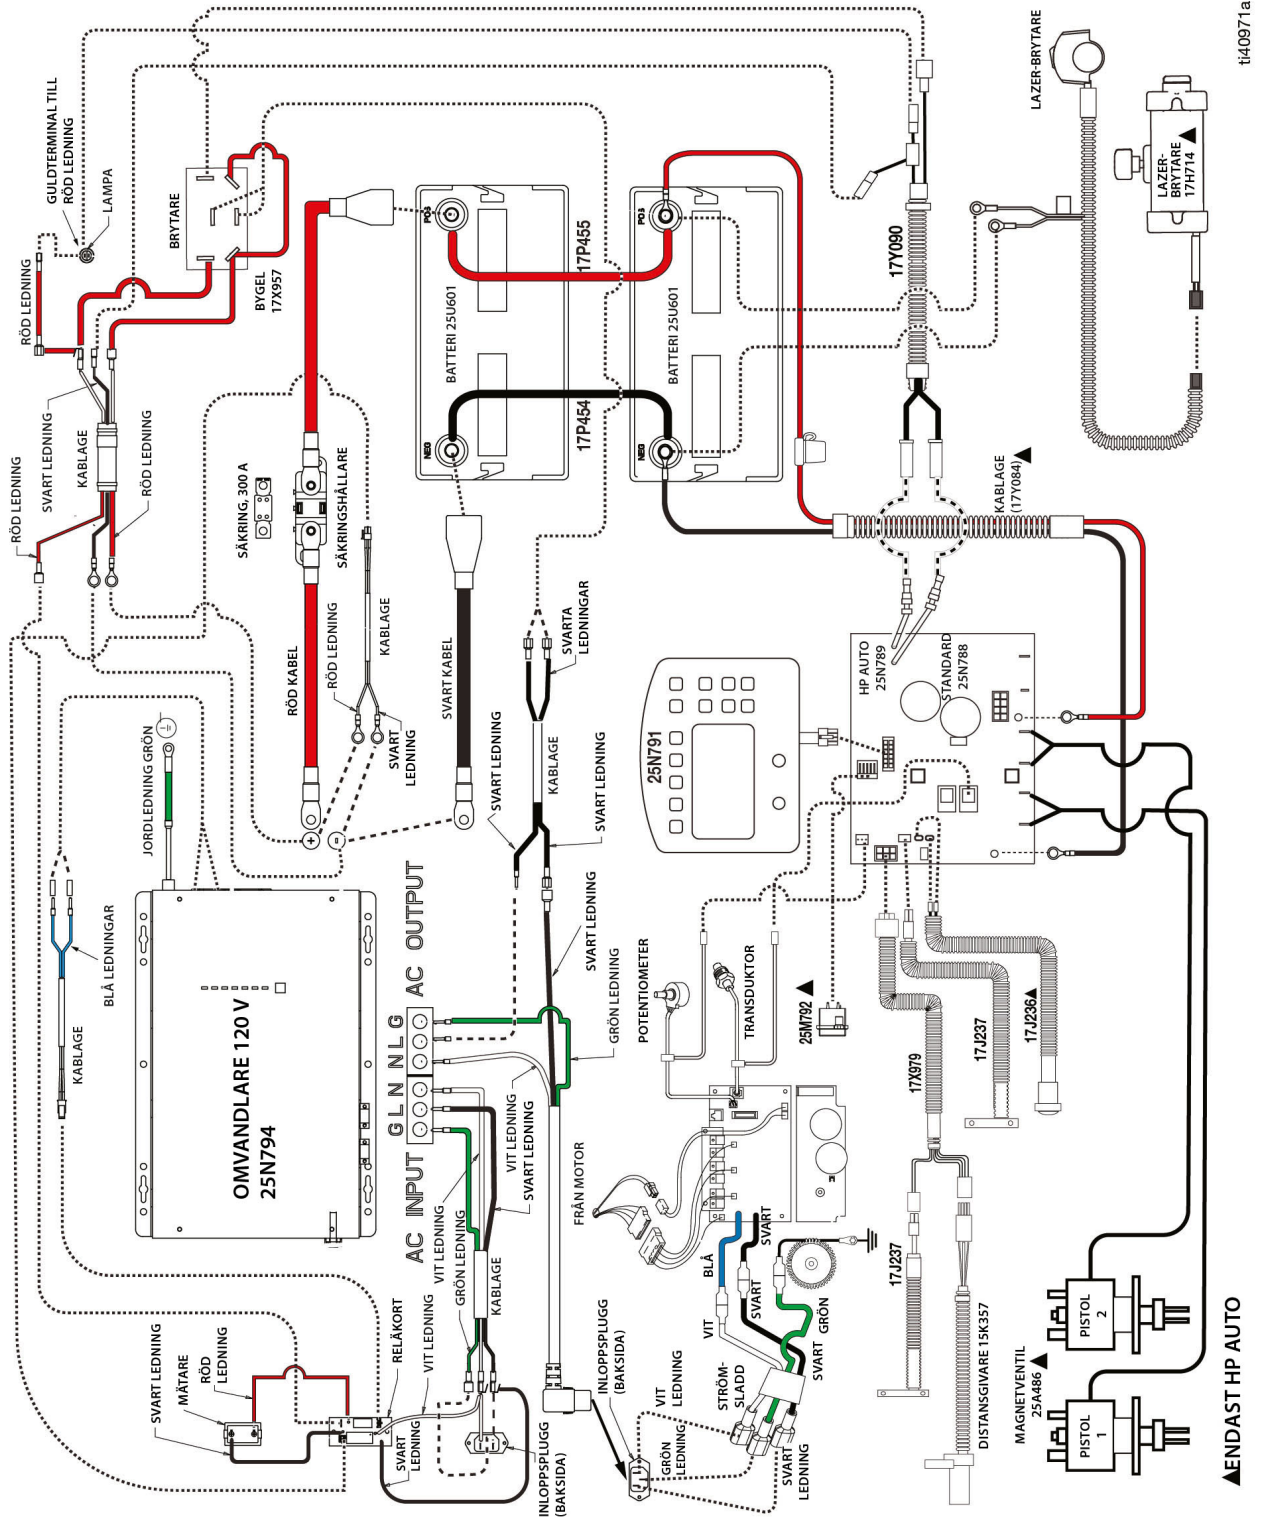 ti40971a
GULDTERMINAL TILL
RÖD LEDNING
LAMPA
RÖD LEDNING
BRYTARE
BYGEL
17X957
RÖD LEDNING
SVART LEDNING
KABLAGE
RÖD LEDNING
SÄKRING, 300 A
SÄKRINGSHÅLLARE
RÖD KABEL
RÖD LEDNING
KABLAGE
SVART
LEDNING
SVART KABEL
POS
NEG
BATTERI 25U601
17P455
17P454
POS
NEG
BATTERI 25U601
17Y090
LAZER-BRYTARE
LAZER-
BRYTARE
17H714
KABLAGE
(17Y084)
JORDLEDNING GRÖN
BLÅ LEDNINGAR
KABLAGE
OMVANDLARE 120 V
25N794
AC INPUT
G L N
N L G
AC OUTPUT
+
-
SVART LEDNING
KABLAGE
SVARTA
LEDNINGAR
SVART LEDNING
SVART LEDNING
GRÖN LEDNING
VIT LEDNING
SVART LEDNING
VIT LEDNING
GRÖN LEDNING
KABLAGE
SVART LEDNING
MÄTARE
RÖD
LEDNING
RELÄKORT
VIT LEDNING
SVART
LEDNING
INLOPPSPLUGG
(BAKSIDA)
INLOPPSPLUGG
(BAKSIDA)
VIT
LEDNING
GRÖN
LEDNING
SVART
LEDNING
STRÖM-
SLADD
FRÅN MOTOR
BLÅ
SVART
VIT
SVART
GRÖN
SVART
POTENTIOMETER
TRANSDUKTOR
25M792
25N791
HP AUTO
25N789
STANDARD
25N788
17X979
17J237
17J236
17J237
DISTANSGIVARE 15K357
MAGNETVENTIL
25A486
PISTOL
1
PISTOL
2
▲ENDAST HP AUTO